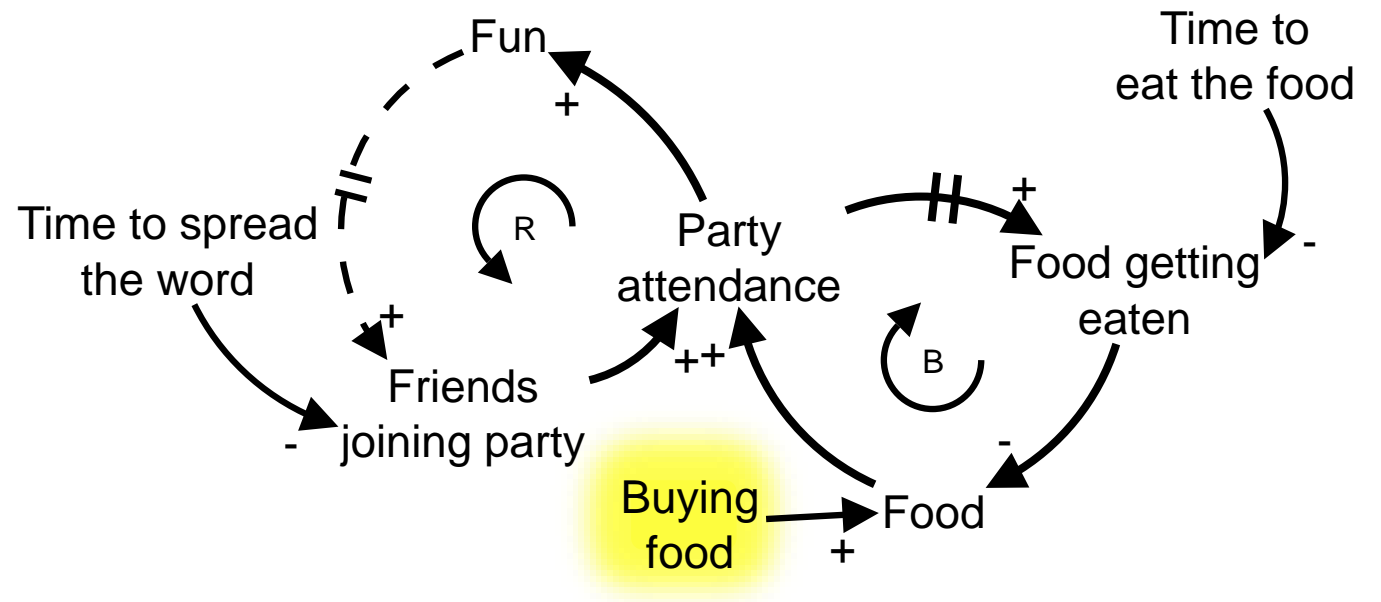 Fun
+
Time to
eat the food
-
Time to spread
the word
-
R
Party
attendance
+
Food getting
eaten
+
Friends
joining party
++
B
-
Buying
food
+
Food